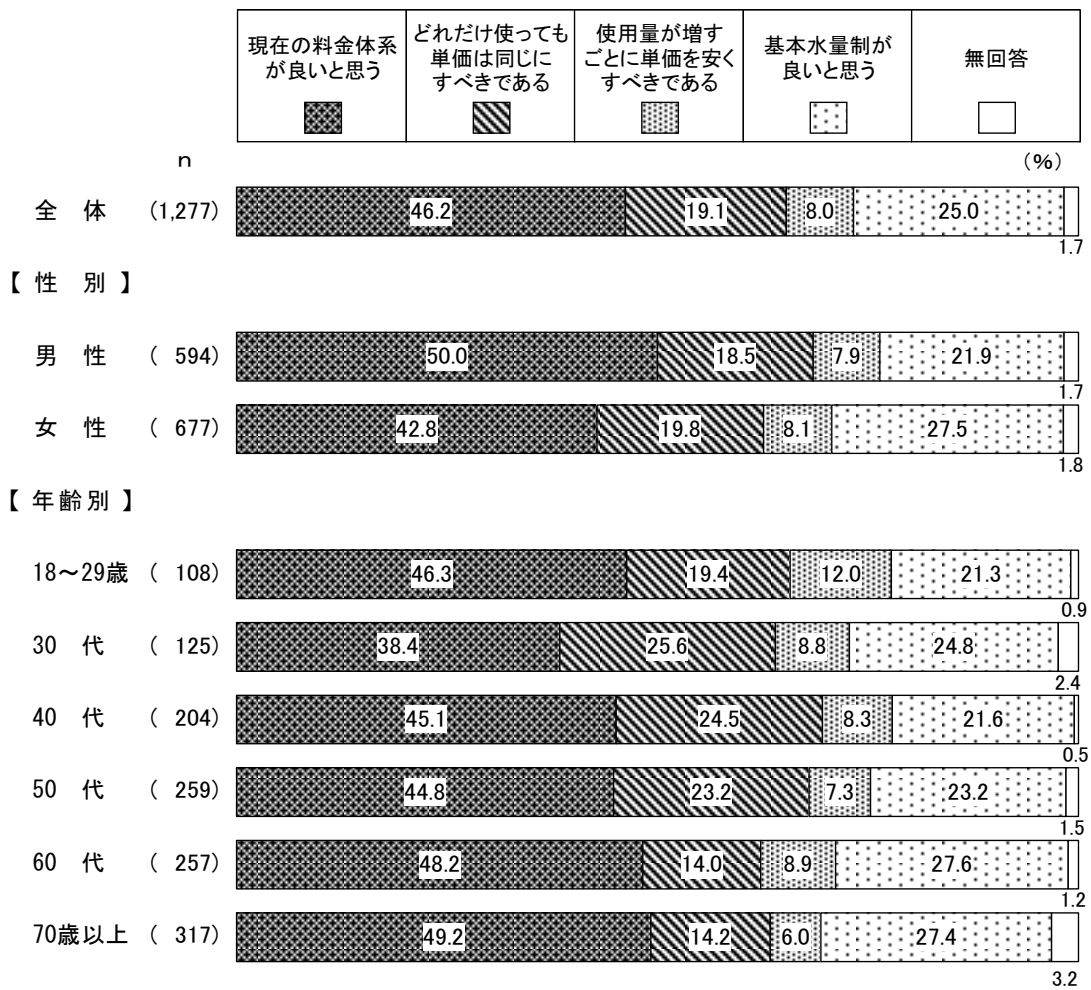 現在の料金体系
が良いと思う
どれだけ使っても
単価は同じに
すべきである
使用量が増す
ごとに単価を安く
すべきである
基本水量制が
良いと思う
無回答
n
(%)
全 体 (1,277) 46.2 19.1 8.0 25.0 1.7
【 性 別 】
男 性 ( 594) 50.0 18.5 7.9 21.9 1.7
女 性 ( 677) 42.8 19.8 8.1 27.5 1.8
【 年齢別 】
18～29歳 ( 108) 46.3 19.4 12.0 21.3 0.9
30 代 ( 125) 38.4 25.6 8.8 24.8 2.4
40 代 ( 204) 45.1 24.5 8.3 21.6 0.5
50 代 ( 259) 44.8 23.2 7.3 23.2 1.5
60 代 ( 257) 48.2 14.0 8.9 27.6 1.2
70歳以上 ( 317) 49.2 14.2 6.0 27.4 3.2